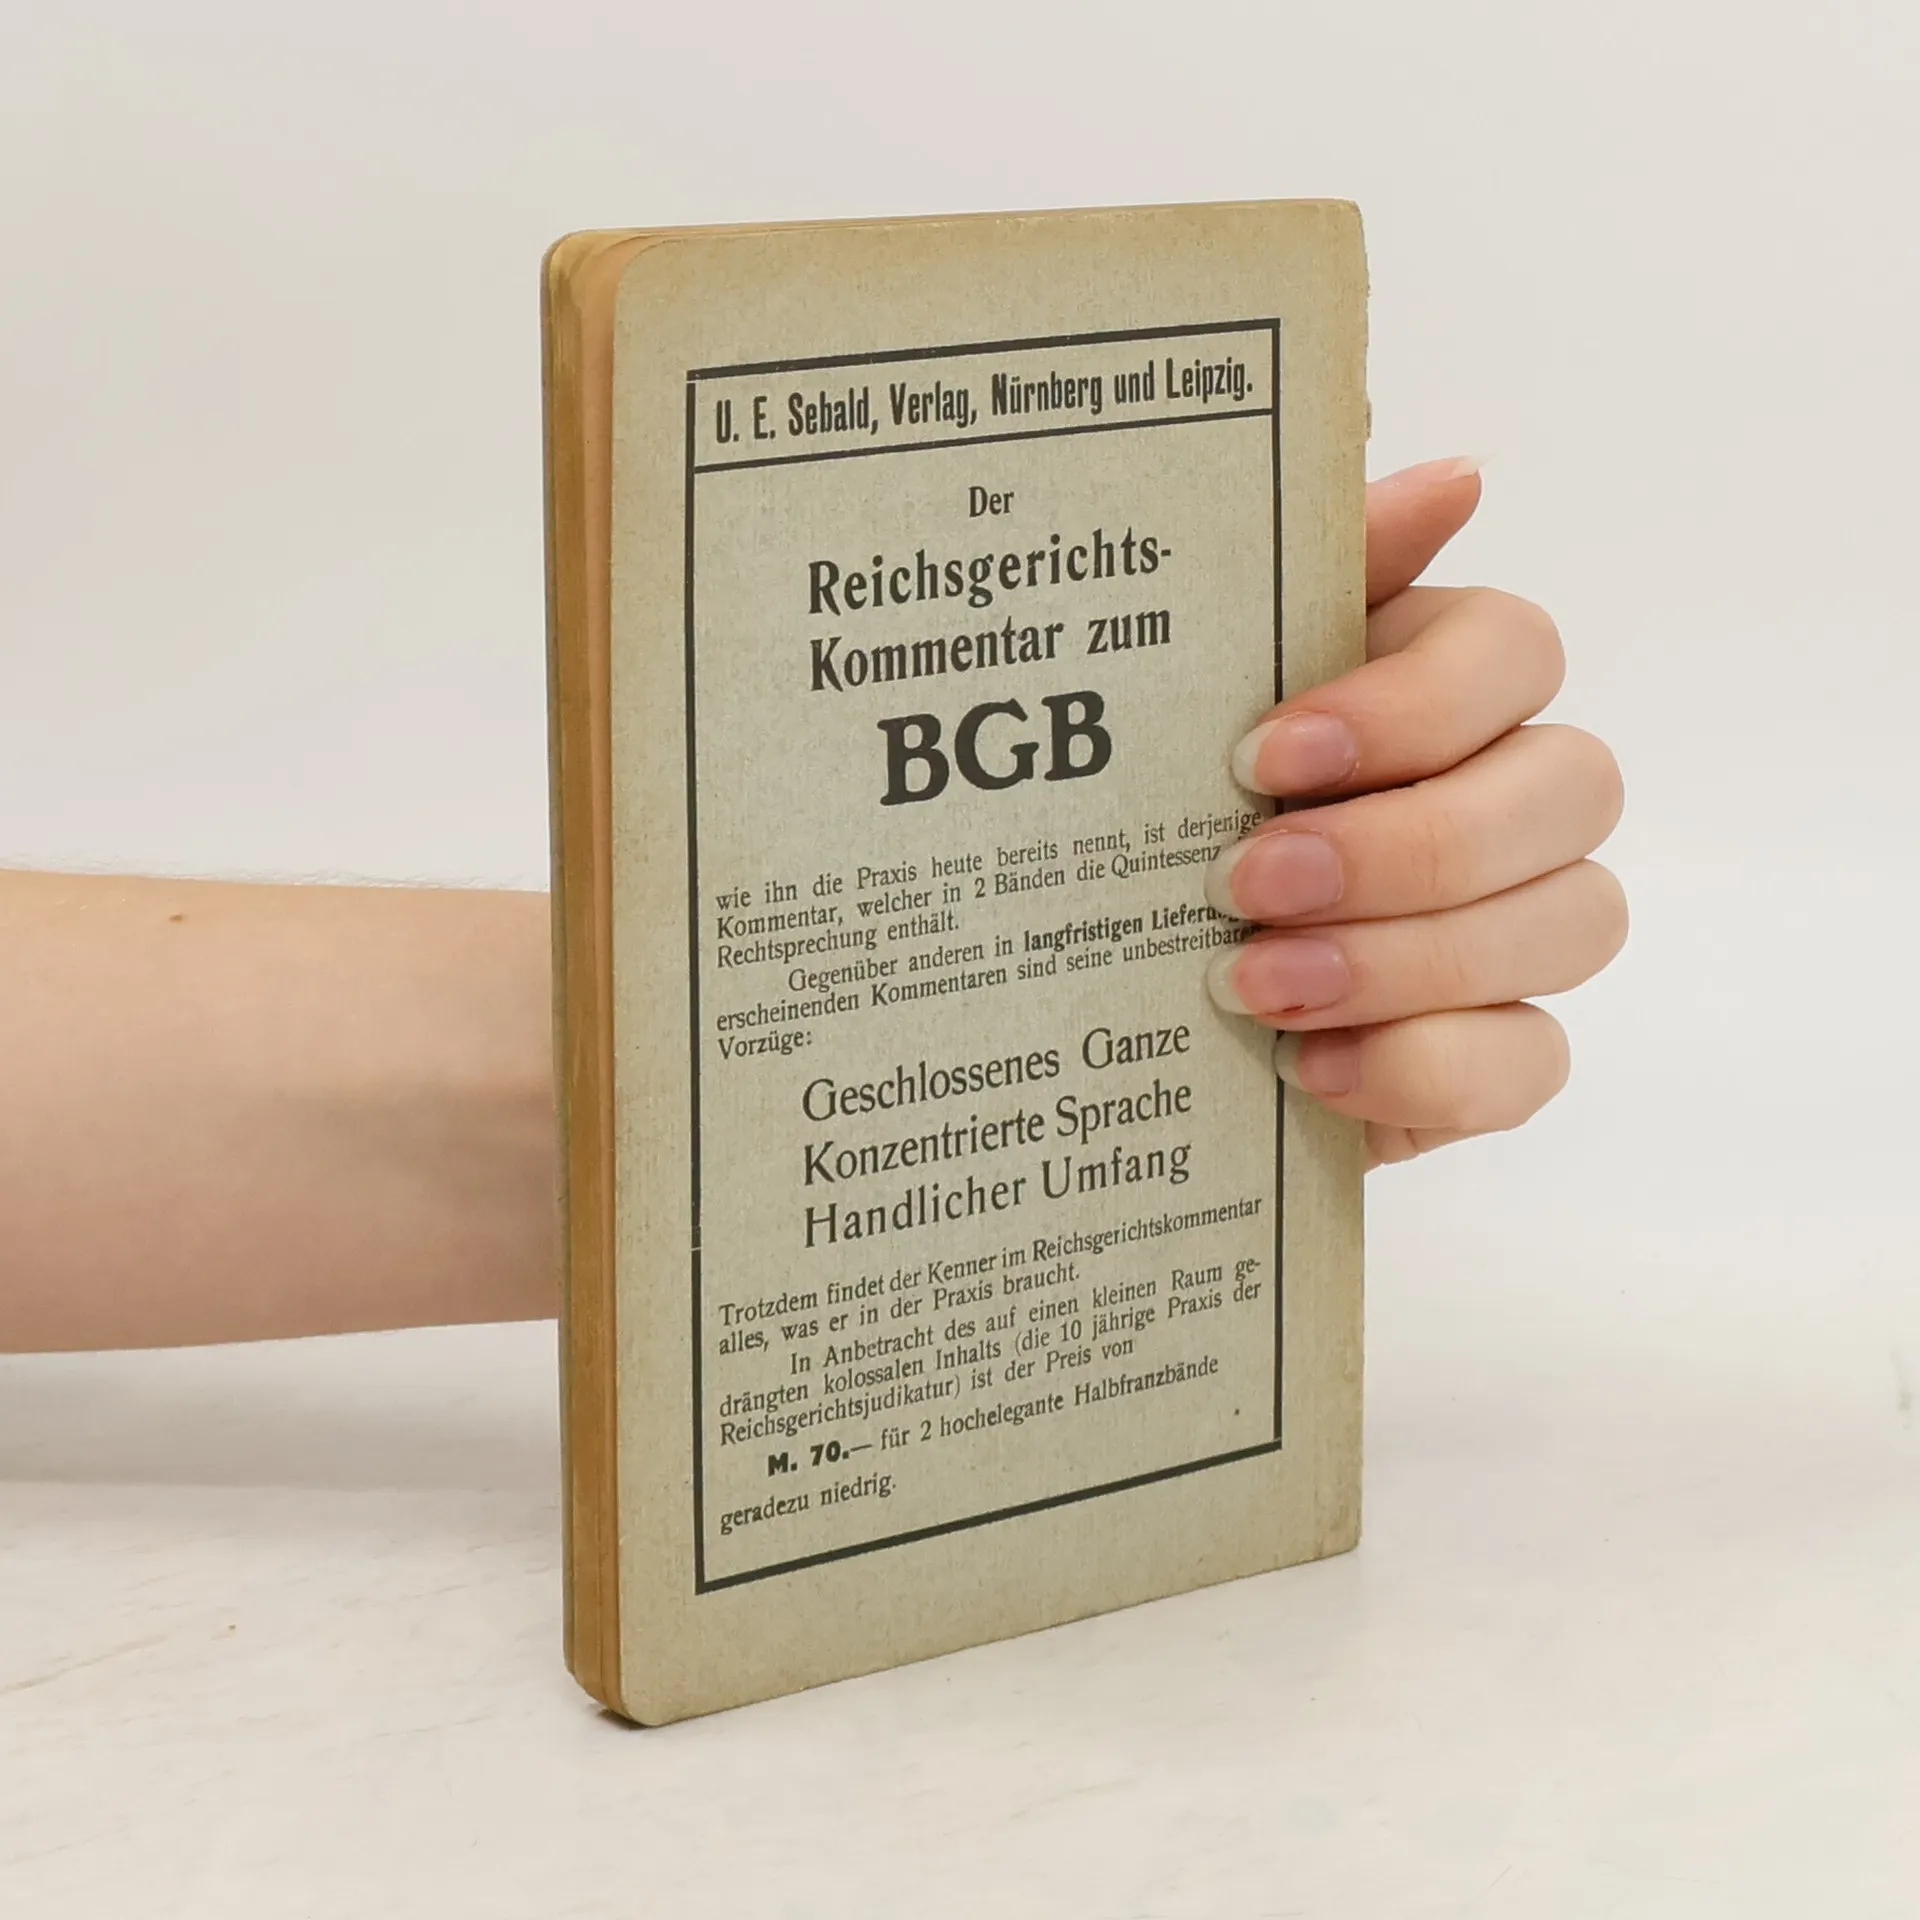 U. E. Sebald, Verlag, Nürnberg und Leipzig.
Der
Reichsgerichts-
Kommentar zum
BGB
wie ihn die Praxis heute bereits nennt, ist derjenige
Kommentar, welcher in 2 Bänden die Quintessenz
Rechtsprechung enthält.
Gegenüber anderen in langfristigen
erscheinenden Kommentaren sind seine unbestreitbaren
Vorzüge:
Geschlossenes Ganze
Konzentrierte Sprache
Handlicher Umfang
Trotzdem findet der Kenner im Reichsgerichtskommentar
alles, was er in der Praxis braucht.
In Anbetracht des auf einen kleinen Raum ge-
drängten kolossalen Inhalts (die 10 jährige Praxis der
Reichsgerichtsjudikatur) ist der Preis von
M. 70.— für 2 hochelegante Halbfranzbände
geradezu niedrig.